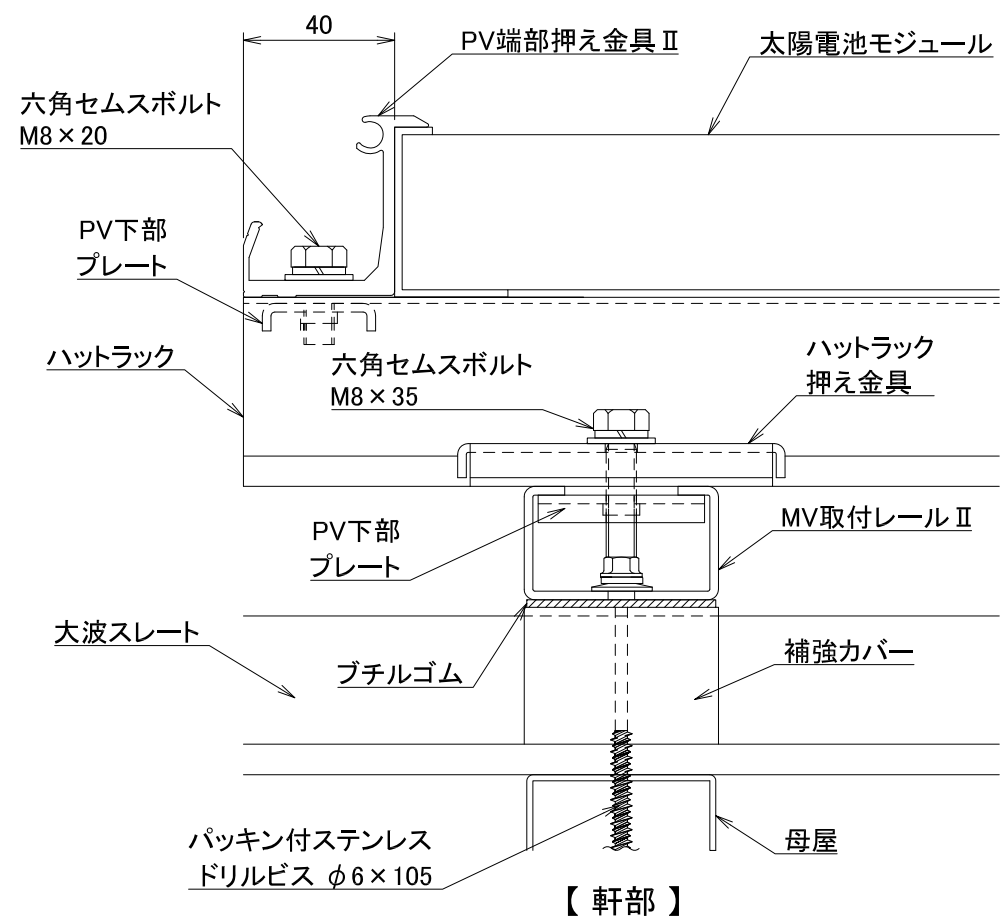 40
PV端部押え金具Ⅱ
太陽電池モジュール
六角セムスボルト
M8×20
PV下部
プレート
ハットラック
六角セムスボルト
M8×35
ハットラック
押え金具
PV下部
プレート
MV取付レールⅡ
大波スレート
ブチルゴム
補強カバー
パッキン付ステンレス
ドリルビス φ6×105
母屋
【 軒部 】